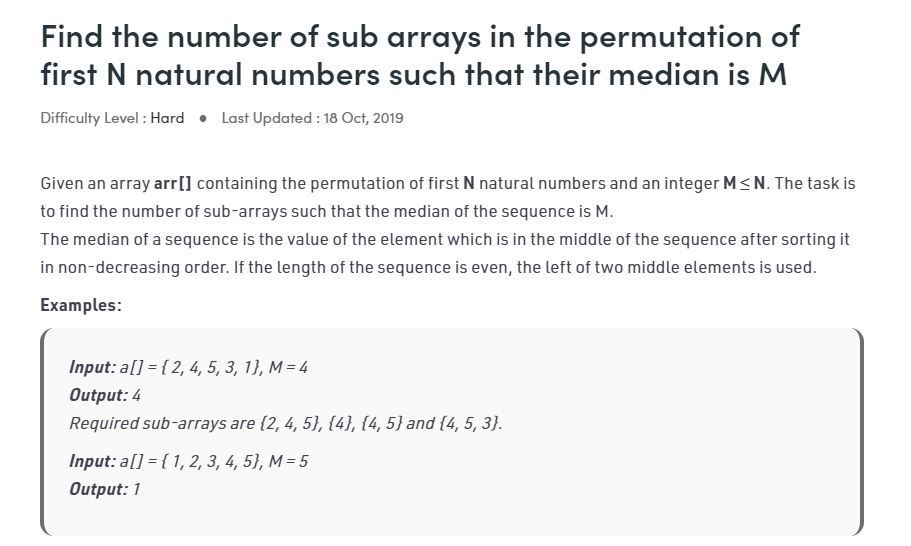 Find the number of sub arrays in the permutation of
first N natural numbers such that their median is M
Difficulty Level : Hard ● Last Updated : 18 Oct, 2019
Given an array arr[] containing the permutation of first N natural numbers and an integer M ≤ N. The task is
to find the number of sub-arrays such that the median of the sequence is M.
The median of a sequence is the value of the element which is in the middle of the sequence after sorting it
in non-decreasing order. If the length of the sequence is even, the left of two middle elements is used.
Examples:
Input: a[] = { 2, 4, 5, 3, 1}, M = 4
Output: 4
Required sub-arrays are {2, 4, 5}, {4}, {4, 5} and {4, 5, 3}.
Input: a[] = { 1, 2, 3, 4, 5}, M = 5
Output: 1